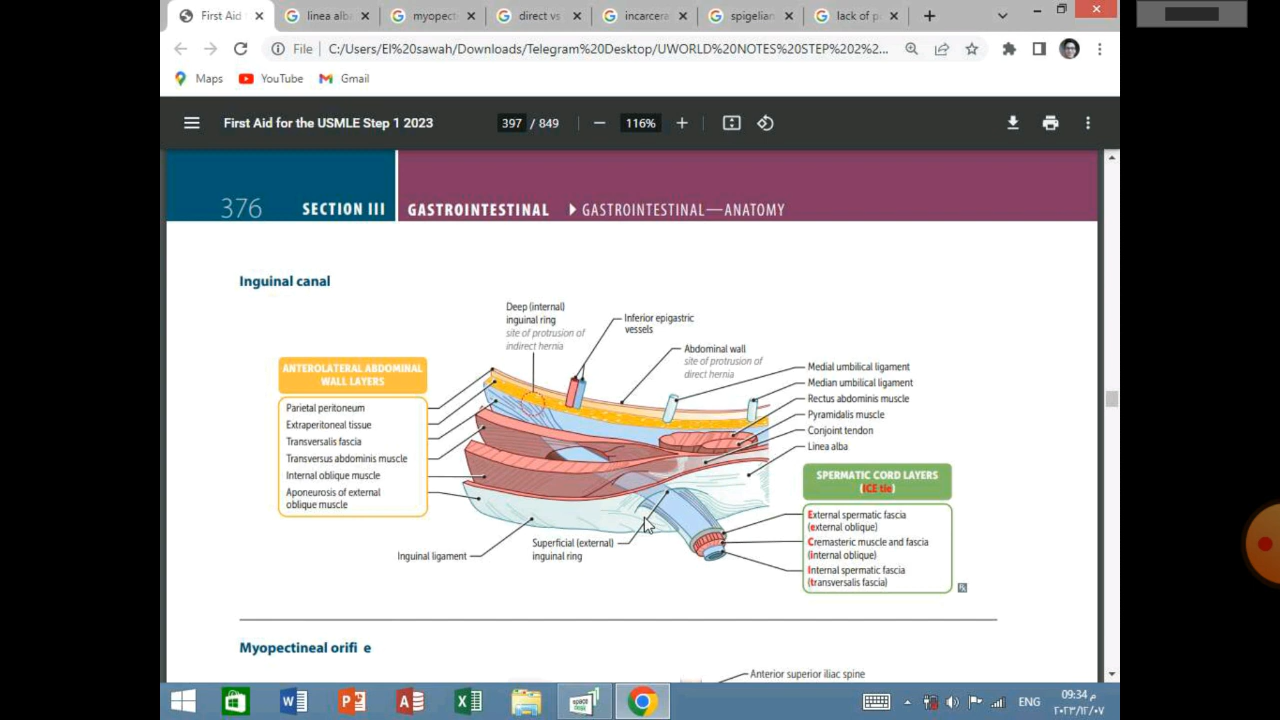 First Aid
linea alb
myopect
direct vs
incarcera
spigelian
lack of p
File
C:/Users/El%20sawah/Downloads/Telegram%20Desktop/UWORLD%20NOTES%20STEP%202%2...
Maps
YouTube
Gmail
First Aid for the USMLE Step 1 2023
397 / 849
116%
376
SECTION III
GASTROINTESTINAL
GASTROINTESTINAL—ANATOMY
Inguinal canal
Deep (internal)
inguinal ring
site of protrusion of
indirect hernia
Inferior epigastric
vessels
Abdominal wall
site of protrusion of
direct hernia
Medial umbilical ligament
Median umbilical ligament
Rectus abdominis muscle
Pyramidalis muscle
Conjoint tendon
Linea alba
ANTEROLATERAL ABDOMINAL
WALL LAYERS
Parietal peritoneum
Extraperitoneal tissue
Transversalis fascia
Transversus abdominis muscle
Internal oblique muscle
Aponeurosis of external
oblique muscle
Inguinal ligament
Superficial (external)
inguinal ring
SPERMATIC CORD LAYERS
(ICE tie)
External spermatic fascia
(external oblique)
Cremasteric muscle and fascia
(internal oblique)
Internal spermatic fascia
(transversalis fascia)
Myopectineal orifi e
Anterior superior iliac spine
ENG
09:34 م
٢٠٢٣/١٢/٠٧